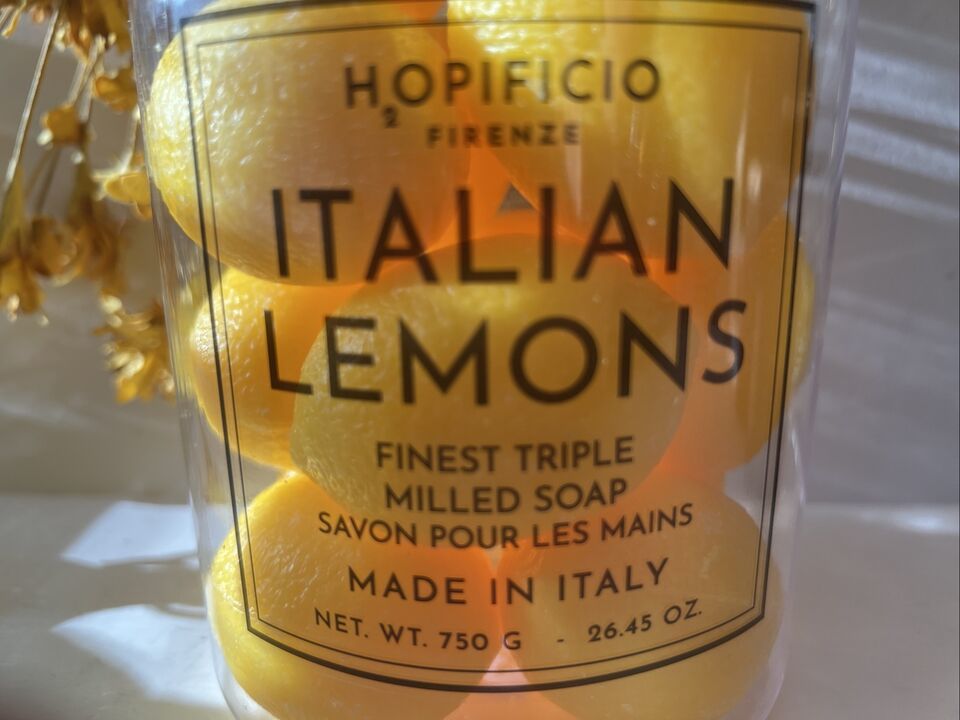 H2OPIFICIO
FIRENZE
ITALIAN
LEMONS
FINEST TRIPLE
MILLED SOAP
SAVON POUR LES MAINS
MADE IN ITALY
NET. WT. 750 G - 26.45 OZ.